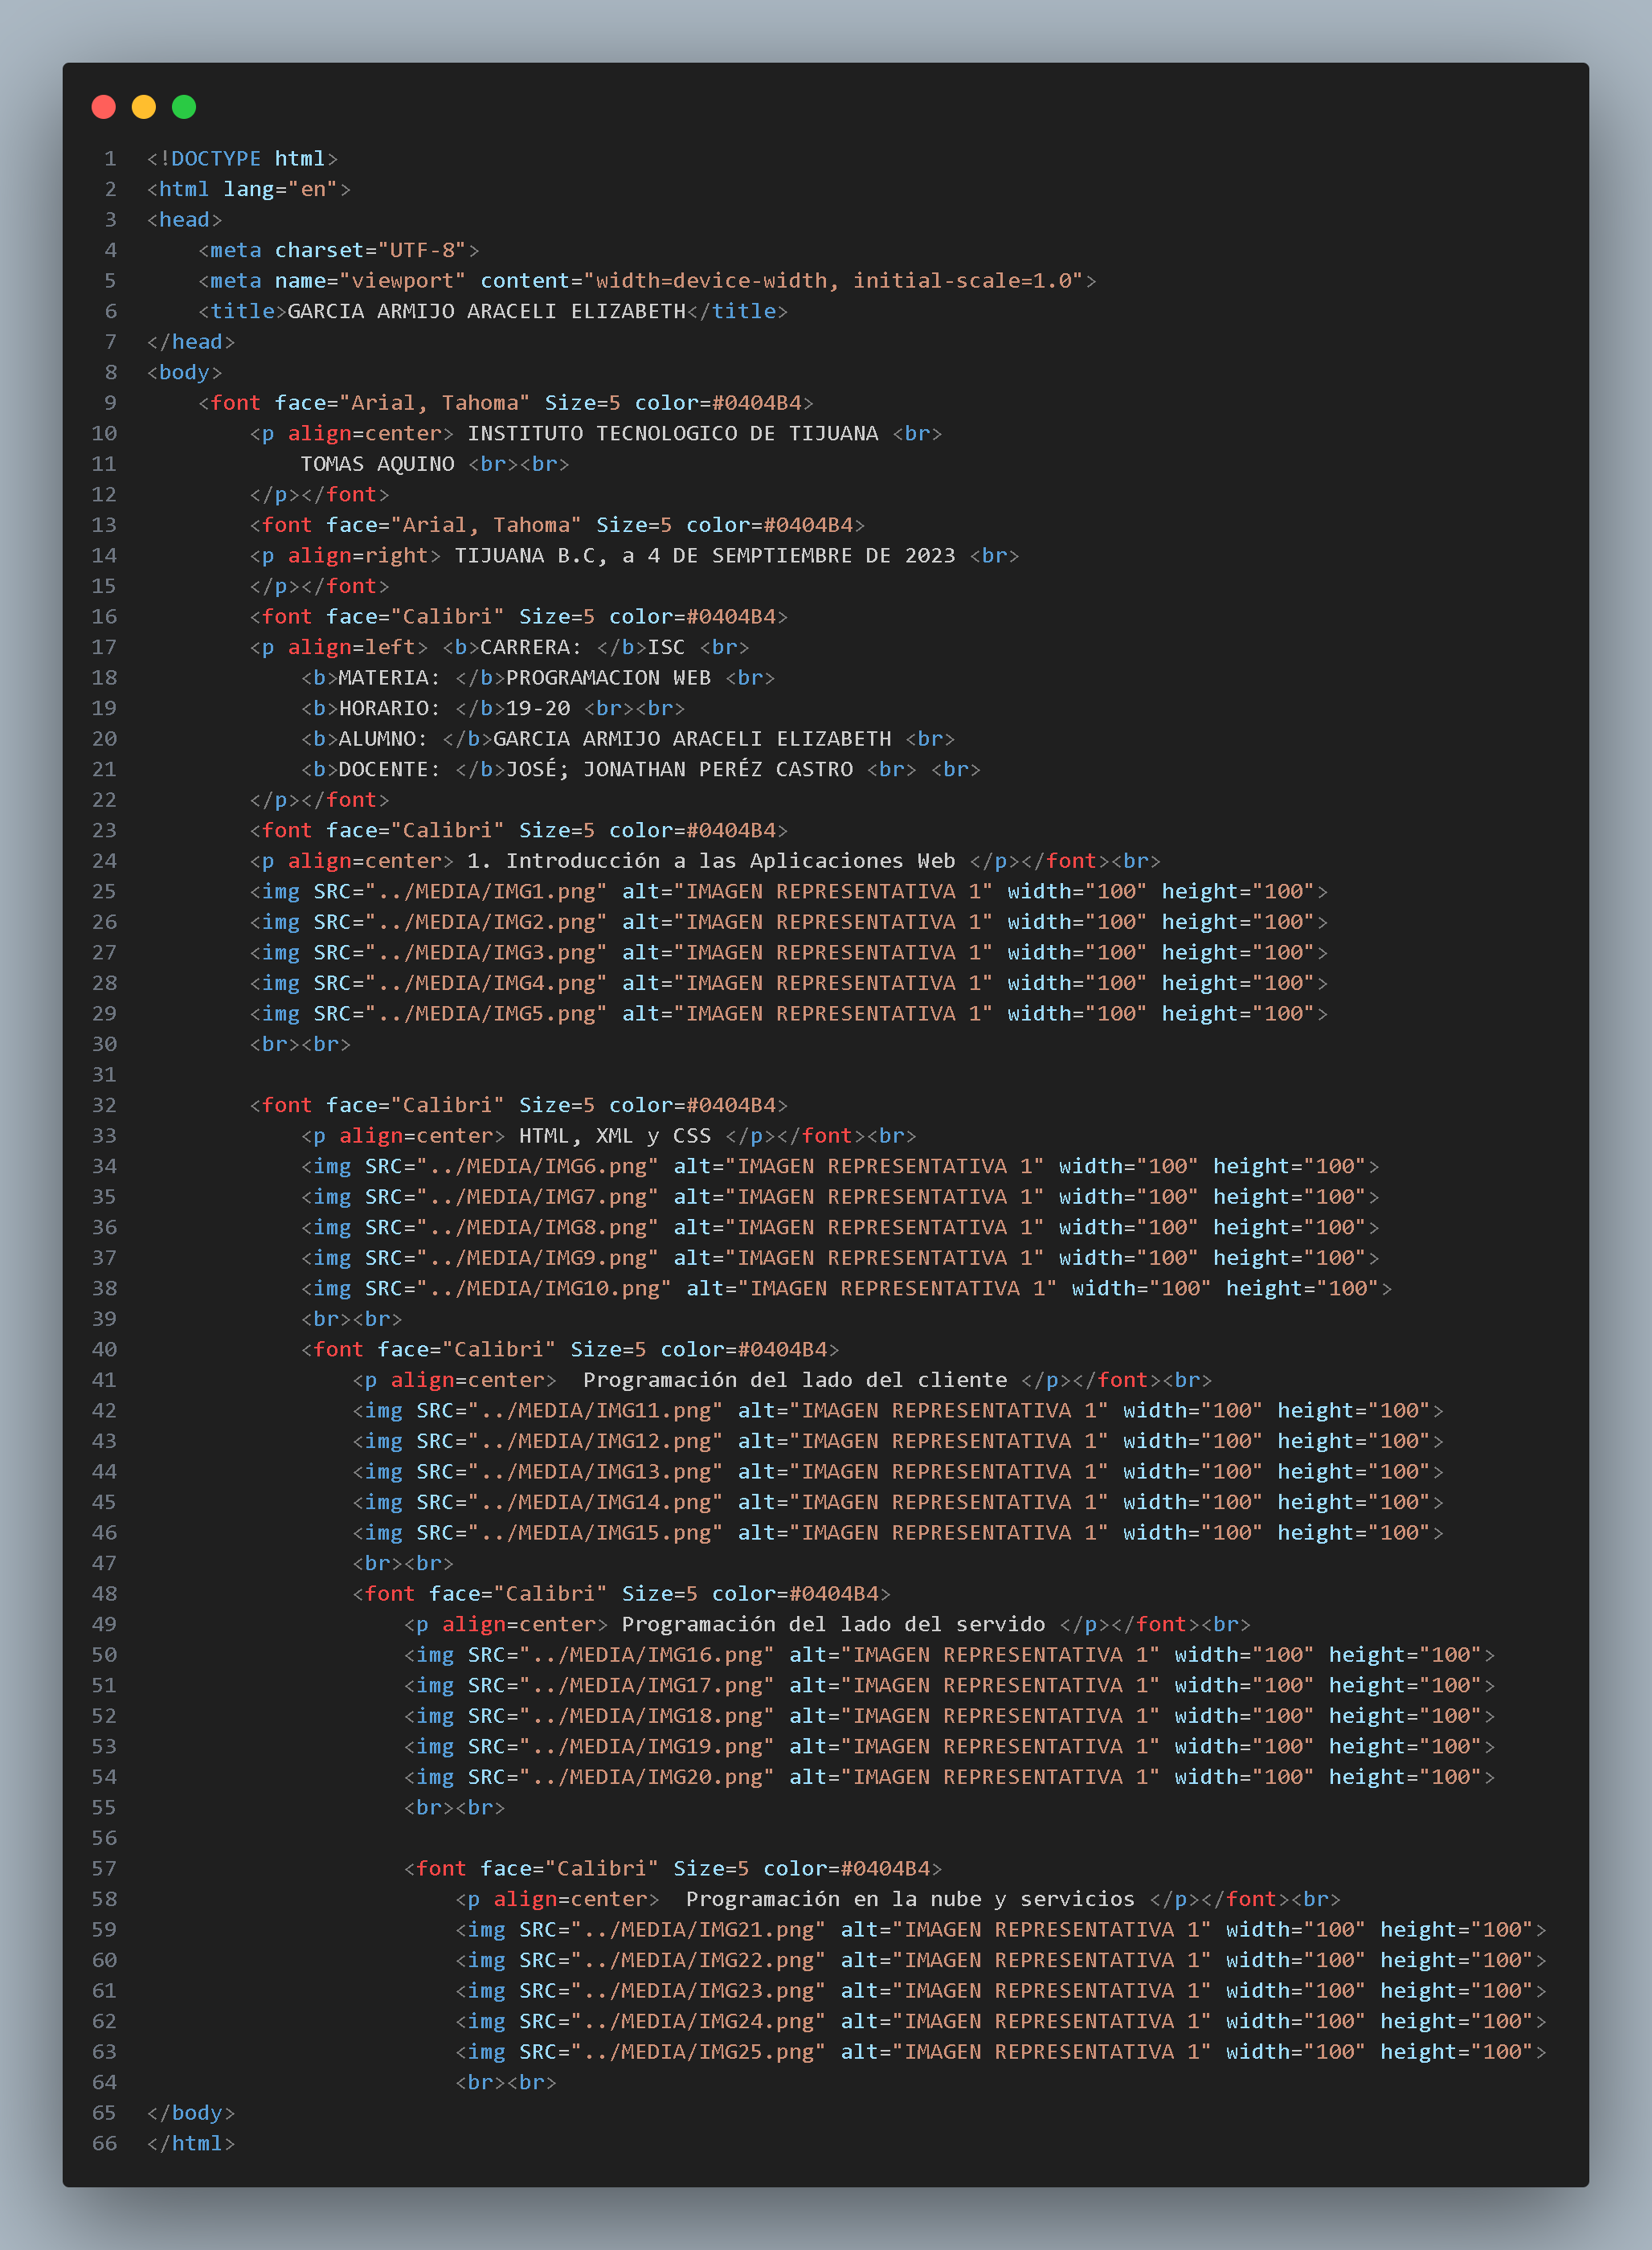 1 <!DOCTYPE html>
2 <html lang="en">
3 <head>
4     <meta charset="UTF-8">
5     <meta name="viewport" content="width=device-width, initial-scale=1.0">
6     <title>GARCIA ARMIJO ARACELI ELIZABETH</title>
7 </head>
8 <body>
9     <font face="Arial, Tahoma" Size=5 color=#0404B4>
10         <p align=center> INSTITUTO TECNOLOGICO DE TIJUANA <br>
11             TOMAS AQUINO <br><br>
12         </p></font>
13         <font face="Arial, Tahoma" Size=5 color=#0404B4>
14         <p align=right> TIJUANA B.C, a 4 DE SEMPTIEMBRE DE 2023 <br>
15         </p></font>
16         <font face="Calibri" Size=5 color=#0404B4>
17         <p align=left> <b>CARRERA: </b>ISC <br>
18             <b>MATERIA: </b>PROGRAMACION WEB <br>
19             <b>HORARIO: </b>19-20 <br><br>
20             <b>ALUMNO: </b>GARCIA ARMIJO ARACELI ELIZABETH <br>
21             <b>DOCENTE: </b>JOSÉ; JONATHAN PERÉZ CASTRO <br> <br>
22         </p></font>
23         <font face="Calibri" Size=5 color=#0404B4>
24         <p align=center> 1. Introducción a las Aplicaciones Web </p></font><br>
25         <img SRC="../MEDIA/IMG1.png" alt="IMAGEN REPRESENTATIVA 1" width="100" height="100">
26         <img SRC="../MEDIA/IMG2.png" alt="IMAGEN REPRESENTATIVA 1" width="100" height="100">
27         <img SRC="../MEDIA/IMG3.png" alt="IMAGEN REPRESENTATIVA 1" width="100" height="100">
28         <img SRC="../MEDIA/IMG4.png" alt="IMAGEN REPRESENTATIVA 1" width="100" height="100">
29         <img SRC="../MEDIA/IMG5.png" alt="IMAGEN REPRESENTATIVA 1" width="100" height="100">
30         <br><br>
31
32         <font face="Calibri" Size=5 color=#0404B4>
33             <p align=center> HTML, XML y CSS </p></font><br>
34             <img SRC="../MEDIA/IMG6.png" alt="IMAGEN REPRESENTATIVA 1" width="100" height="100">
35             <img SRC="../MEDIA/IMG7.png" alt="IMAGEN REPRESENTATIVA 1" width="100" height="100">
36             <img SRC="../MEDIA/IMG8.png" alt="IMAGEN REPRESENTATIVA 1" width="100" height="100">
37             <img SRC="../MEDIA/IMG9.png" alt="IMAGEN REPRESENTATIVA 1" width="100" height="100">
38             <img SRC="../MEDIA/IMG10.png" alt="IMAGEN REPRESENTATIVA 1" width="100" height="100">
39             <br><br>
40             <font face="Calibri" Size=5 color=#0404B4>
41                 <p align=center>  Programación del lado del cliente </p></font><br>
42                 <img SRC="../MEDIA/IMG11.png" alt="IMAGEN REPRESENTATIVA 1" width="100" height="100">
43                 <img SRC="../MEDIA/IMG12.png" alt="IMAGEN REPRESENTATIVA 1" width="100" height="100">
44                 <img SRC="../MEDIA/IMG13.png" alt="IMAGEN REPRESENTATIVA 1" width="100" height="100">
45                 <img SRC="../MEDIA/IMG14.png" alt="IMAGEN REPRESENTATIVA 1" width="100" height="100">
46                 <img SRC="../MEDIA/IMG15.png" alt="IMAGEN REPRESENTATIVA 1" width="100" height="100">
47                 <br><br>
48                 <font face="Calibri" Size=5 color=#0404B4>
49                     <p align=center> Programación del lado del servido </p></font><br>
50                     <img SRC="../MEDIA/IMG16.png" alt="IMAGEN REPRESENTATIVA 1" width="100" height="100">
51                     <img SRC="../MEDIA/IMG17.png" alt="IMAGEN REPRESENTATIVA 1" width="100" height="100">
52                     <img SRC="../MEDIA/IMG18.png" alt="IMAGEN REPRESENTATIVA 1" width="100" height="100">
53                     <img SRC="../MEDIA/IMG19.png" alt="IMAGEN REPRESENTATIVA 1" width="100" height="100">
54                     <img SRC="../MEDIA/IMG20.png" alt="IMAGEN REPRESENTATIVA 1" width="100" height="100">
55                     <br><br>
56
57                     <font face="Calibri" Size=5 color=#0404B4>
58                         <p align=center>  Programación en la nube y servicios </p></font><br>
59                         <img SRC="../MEDIA/IMG21.png" alt="IMAGEN REPRESENTATIVA 1" width="100" height="100">
60                         <img SRC="../MEDIA/IMG22.png" alt="IMAGEN REPRESENTATIVA 1" width="100" height="100">
61                         <img SRC="../MEDIA/IMG23.png" alt="IMAGEN REPRESENTATIVA 1" width="100" height="100">
62                         <img SRC="../MEDIA/IMG24.png" alt="IMAGEN REPRESENTATIVA 1" width="100" height="100">
63                         <img SRC="../MEDIA/IMG25.png" alt="IMAGEN REPRESENTATIVA 1" width="100" height="100">
64                         <br><br>
65 </body>
66 </html>